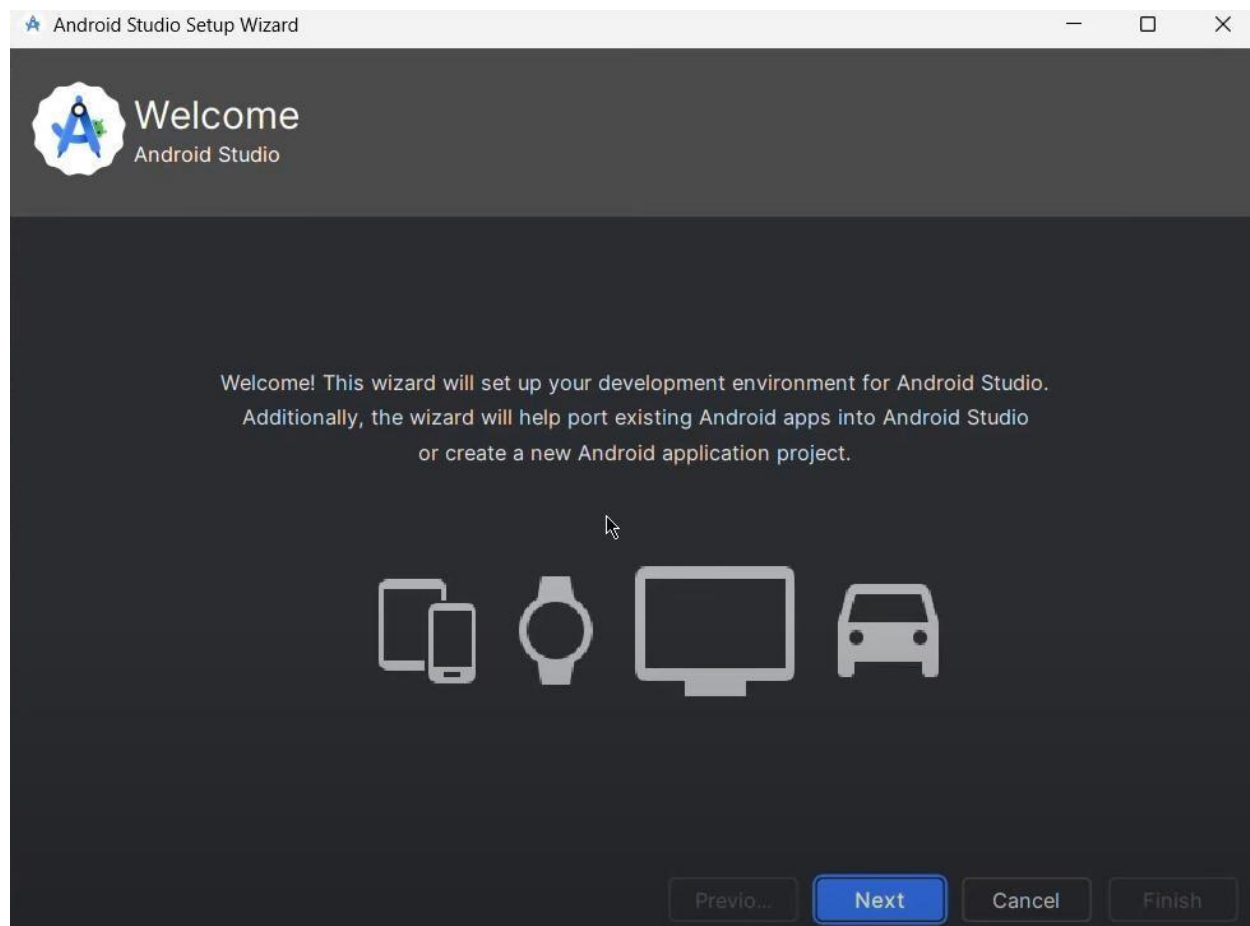 Android Studio Setup Wizard
Welcome
Android Studio
Welcome! This wizard will set up your development environment for Android Studio.
Additionally, the wizard will help port existing Android apps into Android Studio
or create a new Android application project.
Previo...
Next
Cancel
Finish